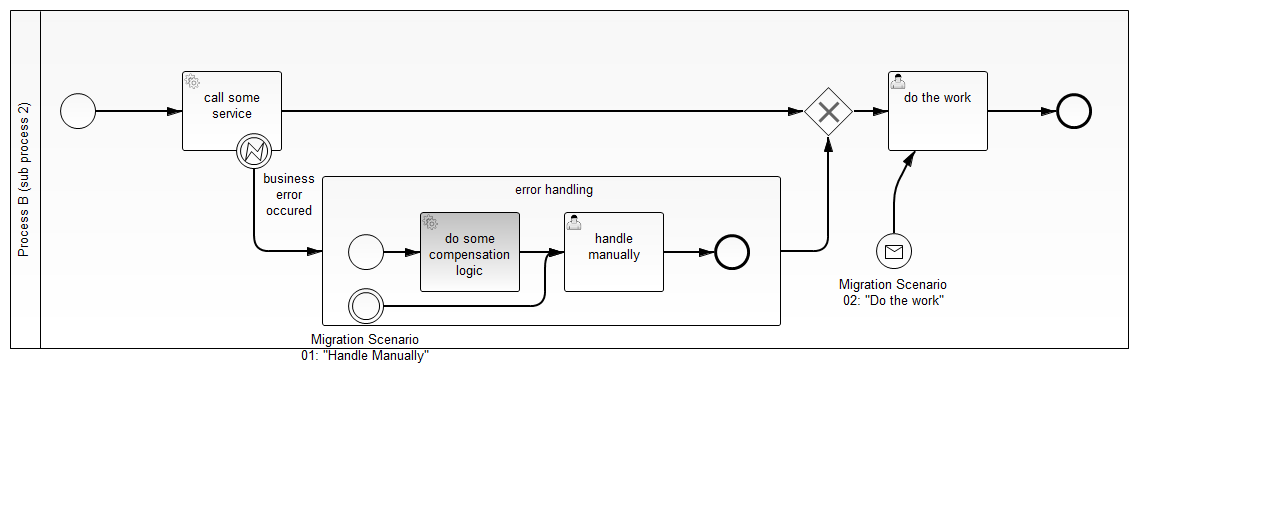 Process B (sub process 2)
call some
service
do the work
business
error
occured
error handling
do some
compensation
logic
handle
manually
Migration Scenario
02: "Do the work"
Migration Scenario
01: "Handle Manually"